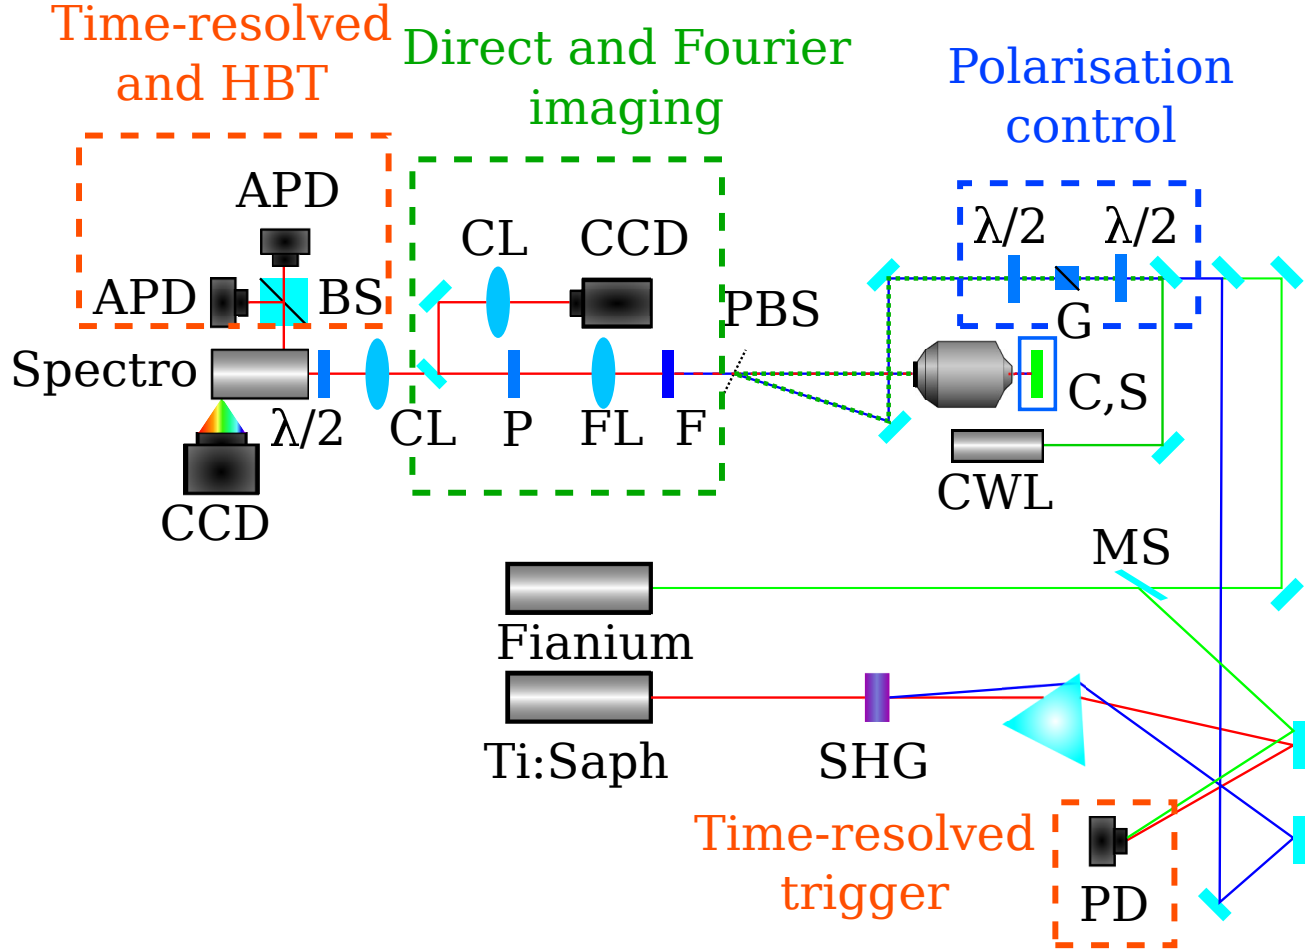 Time-resolved
and HBT
Direct and Fourier
imaging
Polarisation
control
APD
CL
CCD
λ/2
λ/2
APD
BS
PBS
G
Spectro
λ/2
CL
P
FL
F
C,S
CCD
CWL
MS
Fianium
Ti:Saph
SHG
Time-resolved
trigger
PD